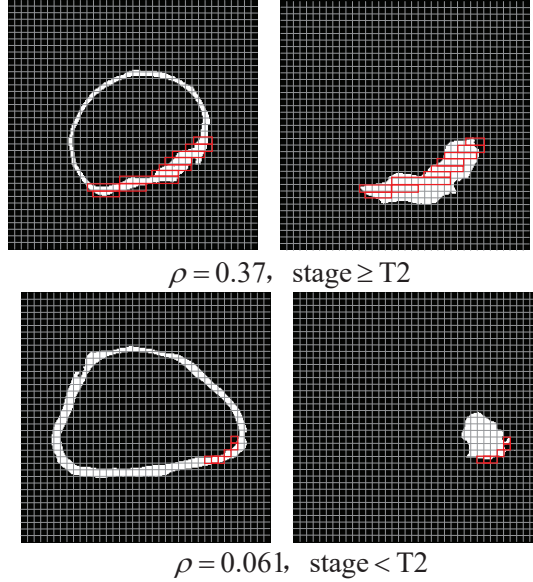 ρ = 0.37, stage ≥ T2
ρ = 0.061, stage < T2